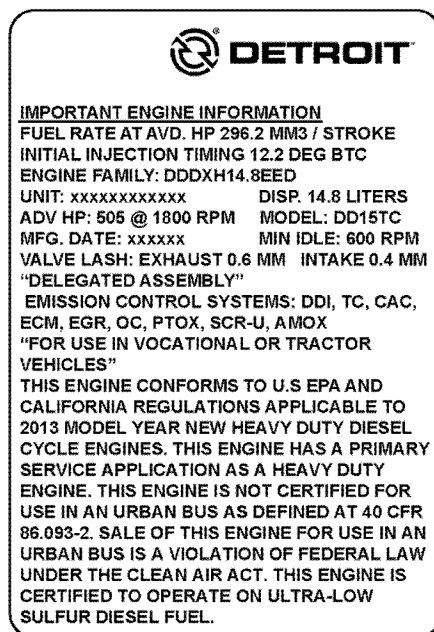 DETROIT
IMPORTANT ENGINE INFORMATION
FUEL RATE AT AVD. HP 296.2 MM3 / STROKE
INITIAL INJECTION TIMING 12.2 DEG BTC
ENGINE FAMILY: DDDXH14.8EED
UNIT: xxxxxxxxxxxx DISP. 14.8 LITERS
ADV HP: 505 @ 1800 RPM MODEL: DD15TC
MFG. DATE: xxxxxx MIN IDLE: 600 RPM
VALVE LASH: EXHAUST 0.6 MM INTAKE 0.4 MM
“DELEGATED ASSEMBLY”
EMISSION CONTROL SYSTEMS: DDI, TC, CAC,
ECM, EGR, OC, PTOX, SCR-U, AMOX
“FOR USE IN VOCATIONAL OR TRACTOR
VEHICLES”
THIS ENGINE CONFORMS TO U.S EPA AND
CALIFORNIA REGULATIONS APPLICABLE TO
2013 MODEL YEAR NEW HEAVY DUTY DIESEL
CYCLE ENGINES. THIS ENGINE HAS A PRIMARY
SERVICE APPLICATION AS A HEAVY DUTY
ENGINE. THIS ENGINE IS NOT CERTIFIED FOR
USE IN AN URBAN BUS AS DEFINED AT 40 CFR
86.093-2. SALE OF THIS ENGINE FOR USE IN AN
URBAN BUS IS A VIOLATION OF FEDERAL LAW
UNDER THE CLEAN AIR ACT. THIS ENGINE IS
CERTIFIED TO OPERATE ON ULTRA-LOW
SULFUR DIESEL FUEL.